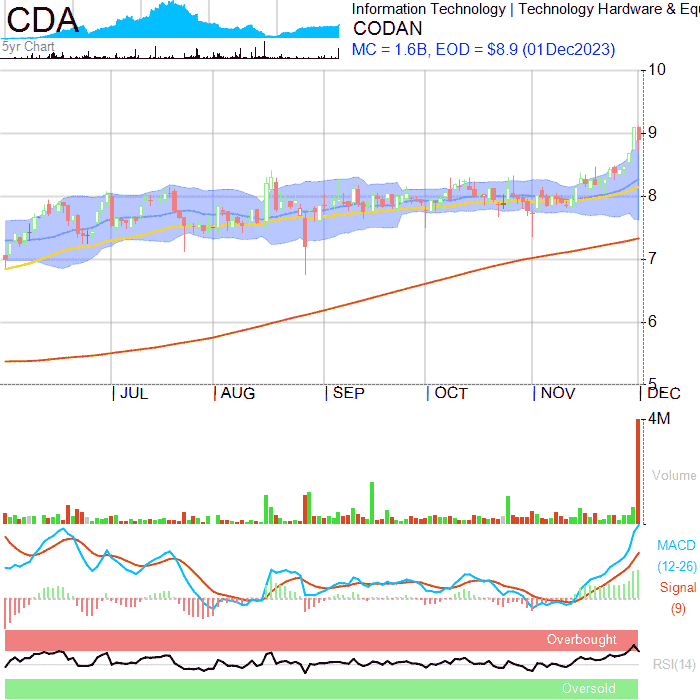 CDA
Information Technology | Technology Hardware & Equ
CODAN
5yr Chart
MC = 1.6B, EOD = $8.9 (01Dec2023)
10
9
8
7
6
5
JUL
AUG
SEP
OCT
NOV
DEC
4M
Volume
MACD
(12-26)
Signal
(9)
Overbought
RSI(14)
Oversold